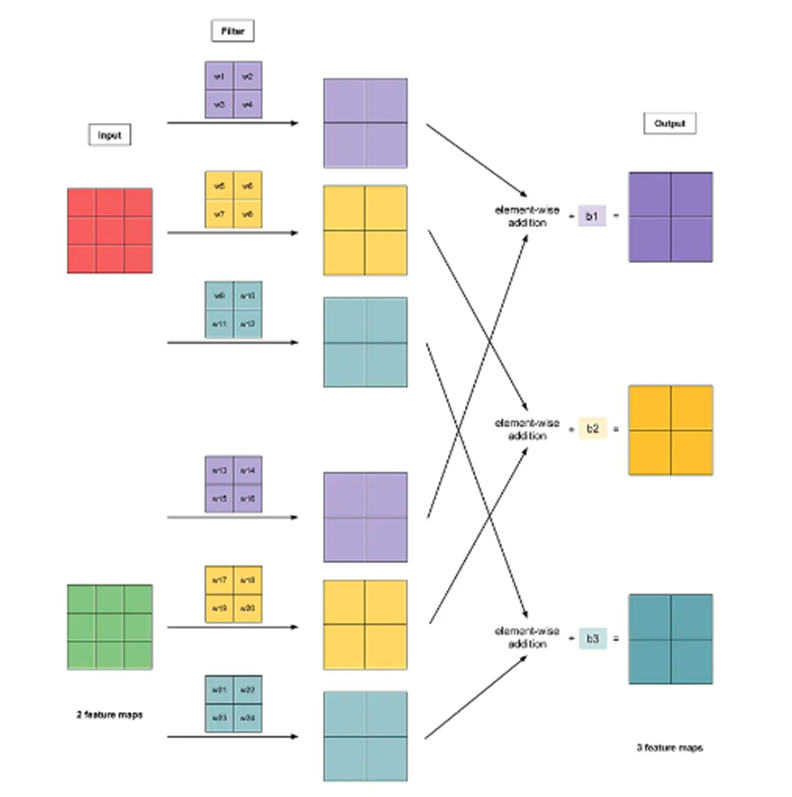 Filter
w1 w2
w3 w4
Input
Output
w5 w6
w7 w8
element-wise
addition
+ b1 =
w9 w10
w11 w12
element-wise
addition
+ b2 =
w13 w14
w15 w16
w17 w18
w19 w20
element-wise
addition
+ b3 =
w21 w22
w23 w24
2 feature maps
3 feature maps